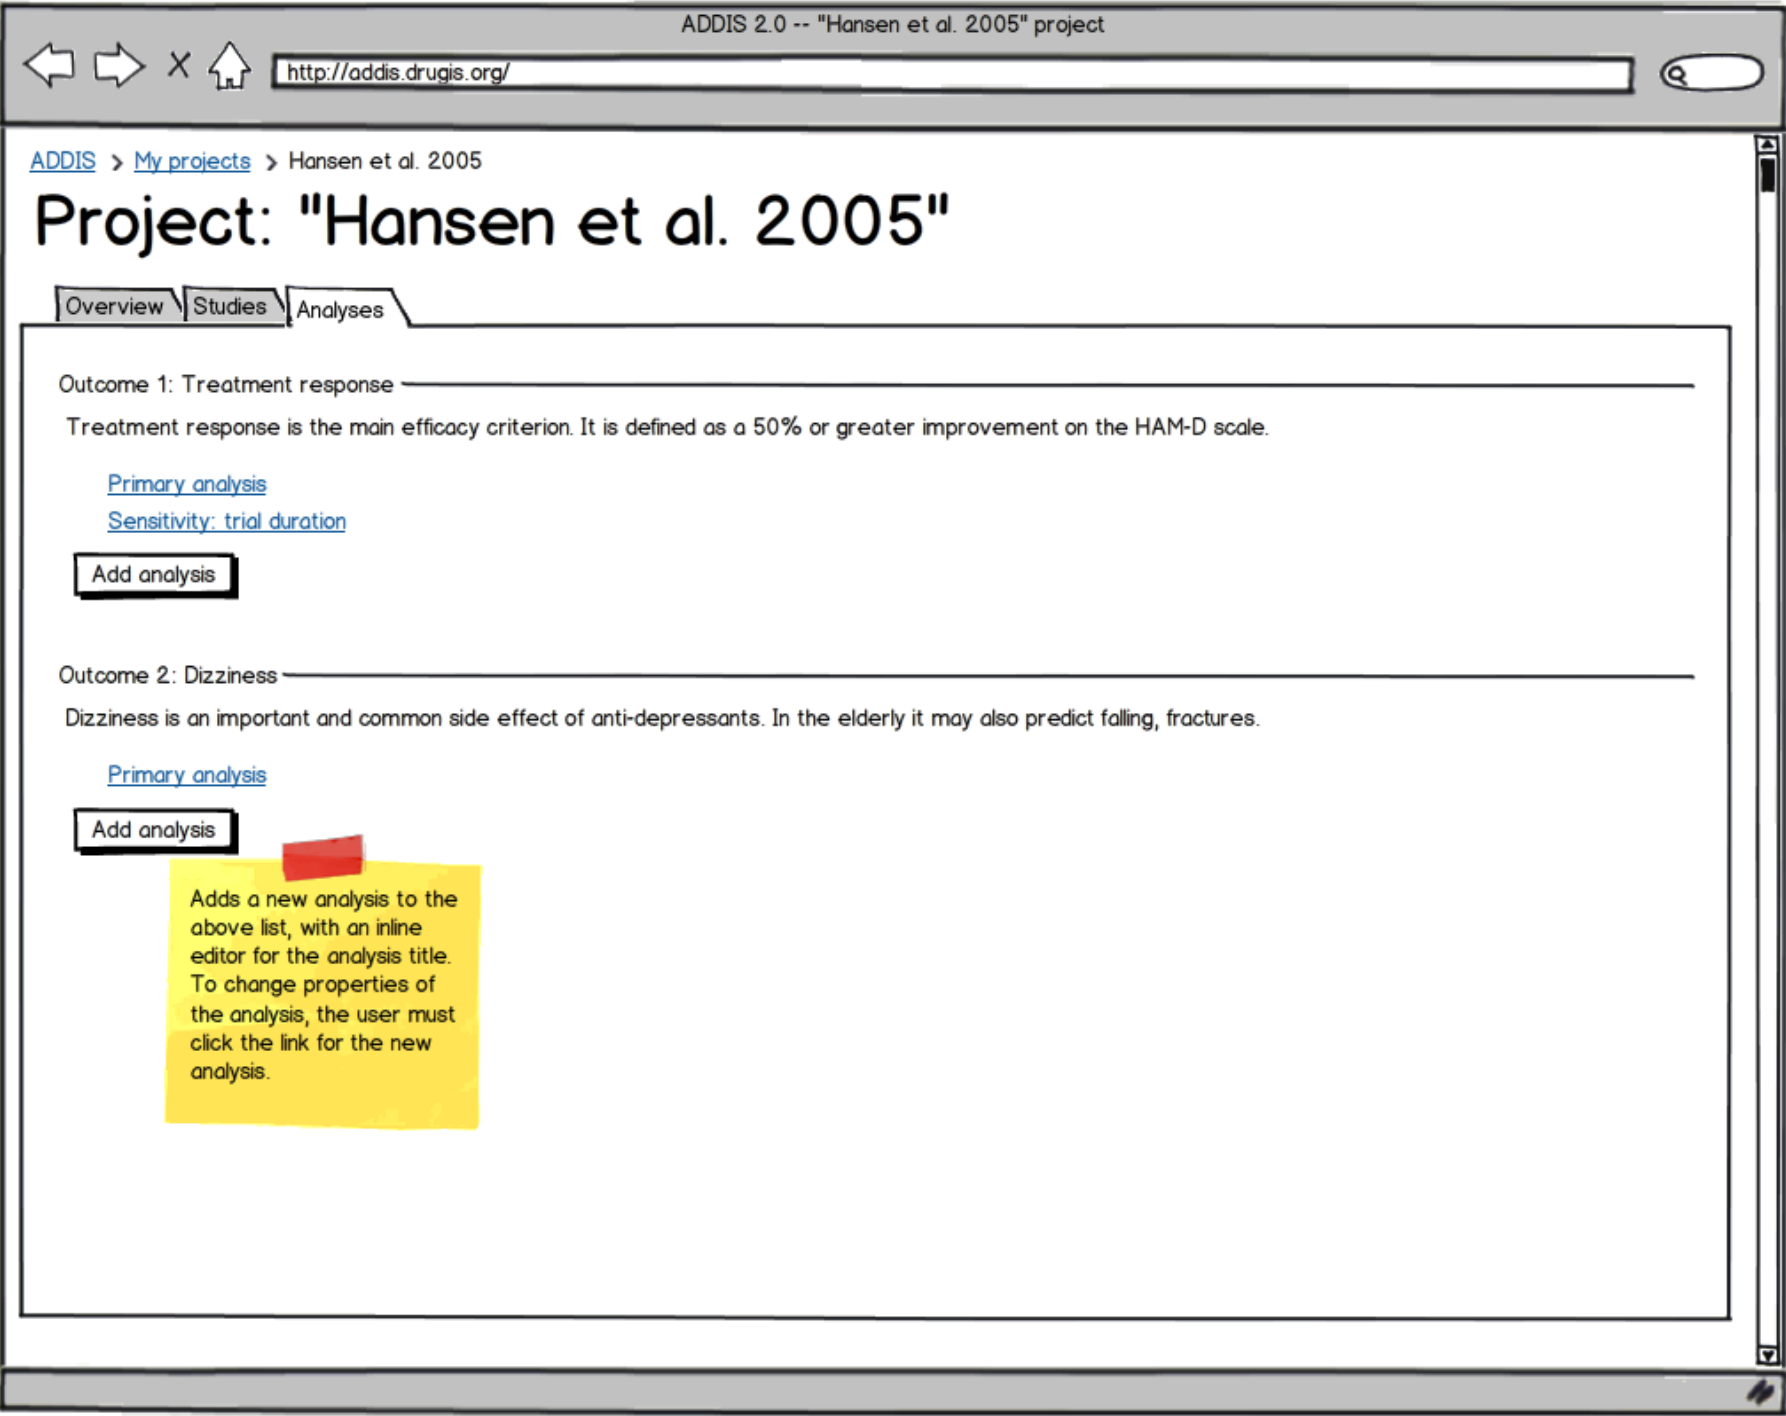 ADDIS 2.0 -- "Hansen et al. 2005" project
http://addis.drugis.org/
ADDIS > My projects > Hansen et al. 2005
Project: "Hansen et al. 2005"
Overview Studies Analyses
Outcome 1: Treatment response
Treatment response is the main efficacy criterion. It is defined as a 50% or greater improvement on the HAM-D scale.
Primary analysis
Sensitivity: trial duration
Add analysis
Outcome 2: Dizziness
Dizziness is an important and common side effect of anti-depressants. In the elderly it may also predict falling, fractures.
Primary analysis
Add analysis
Adds a new analysis to the
above list, with an inline
editor for the analysis title.
To change properties of
the analysis, the user must
click the link for the new
analysis.